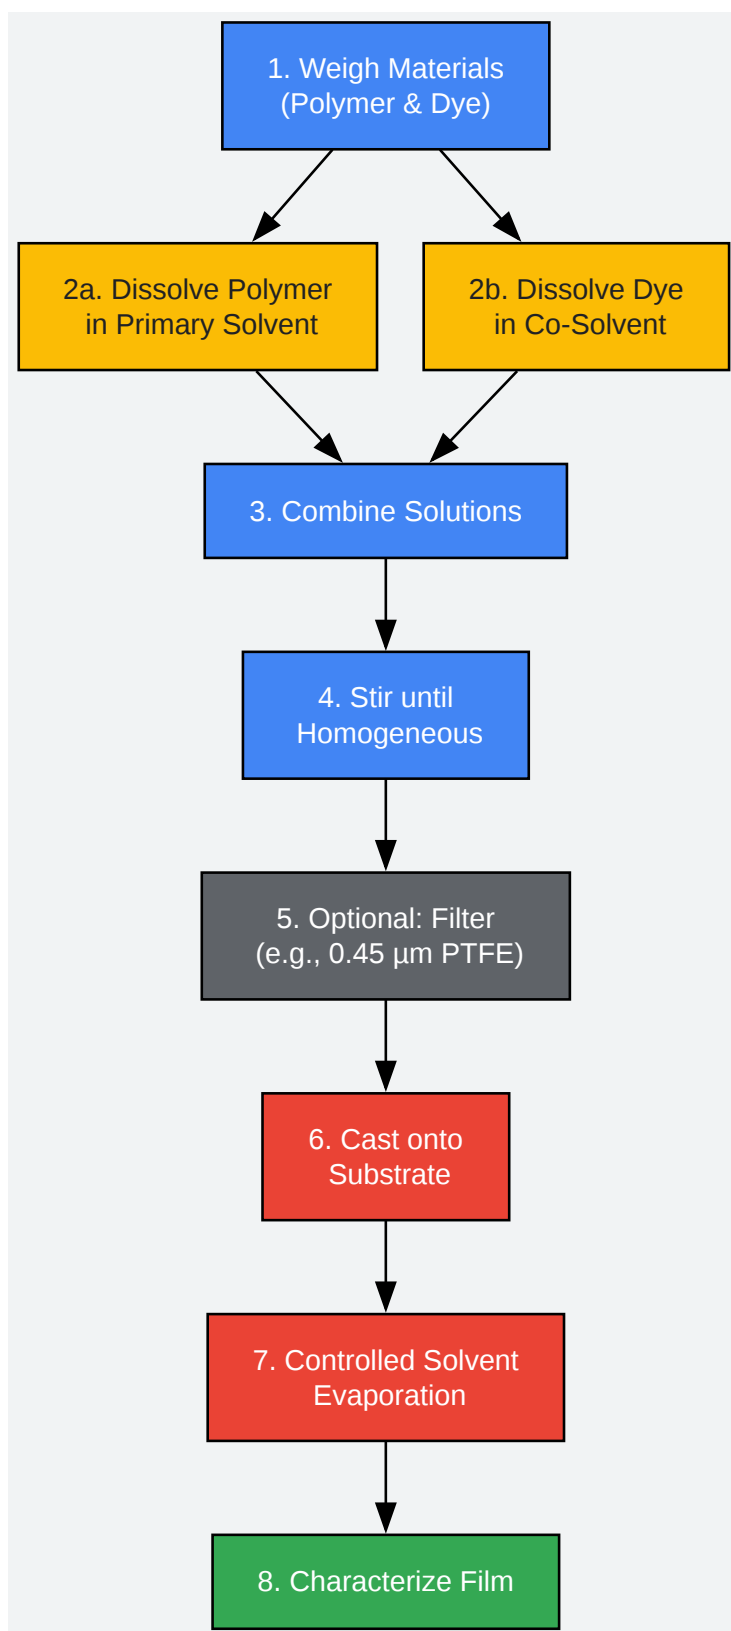 1. Weigh Materials
(Polymer & Dye)
2a. Dissolve Polymer
in Primary Solvent
2b. Dissolve Dye
in Co-Solvent
3. Combine Solutions
4. Stir until
Homogeneous
5. Optional: Filter
(e.g., 0.45 µm PTFE)
6. Cast onto
Substrate
7. Controlled Solvent
Evaporation
8. Characterize Film